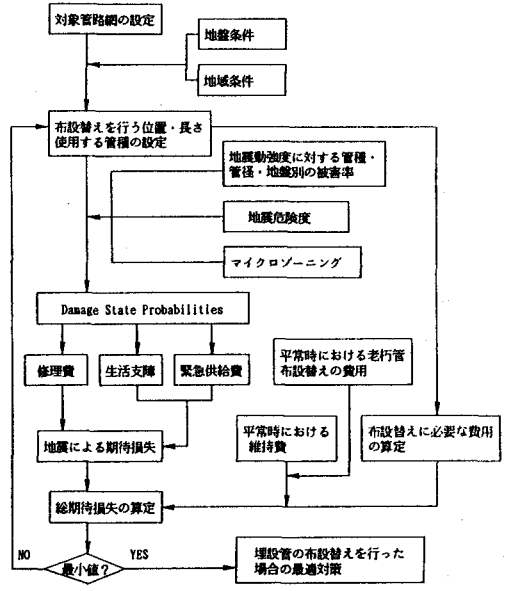 対象管路網の設定
地盤条件
地域条件
布設替えを行う位置・長さ
使用する管種の設定
地震動強度に対する管種・
管径・地盤別の被害率
地震危険度
マイクロゾーニング
Damage State Probabilities
修理費
生活支障
緊急供給費
平常時における老朽管
布設替えの費用
地震による期待損失
平常時における
維持費
布設替えに必要な費用
の算定
総期待損失の算定
NO
最小値？
YES
埋設管の布設替えを行った
場合の最適対策